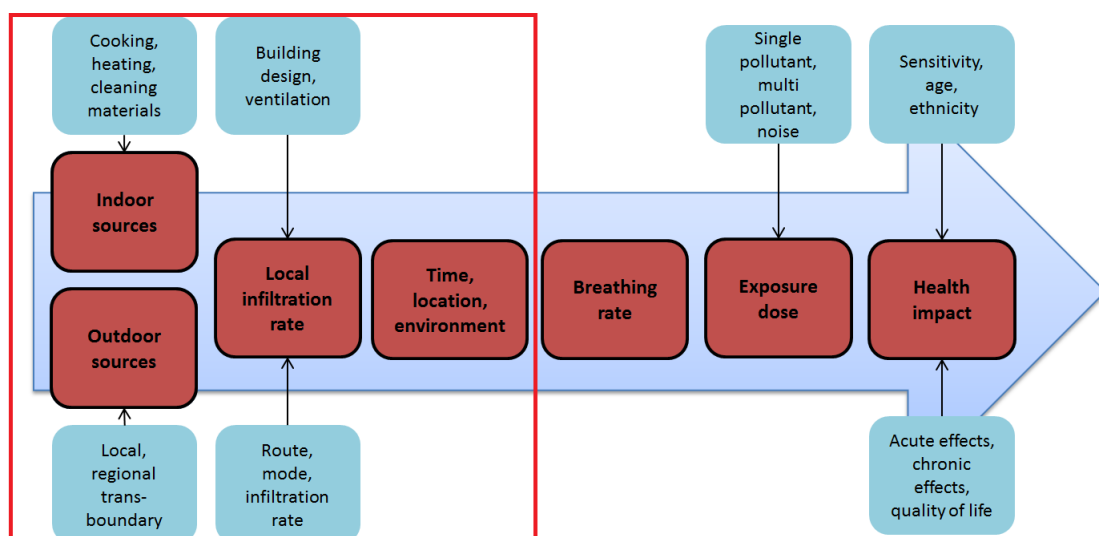 Cooking,
heating,
cleaning
materials
Building
design,
ventilation
Single
pollutant,
multi
pollutant,
noise
Sensitivity,
age,
ethnicity
Indoor
sources
Outdoor
sources
Local
infiltration
rate
Time,
location,
environment
Breathing
rate
Exposure
dose
Health
impact
Local,
regional
trans-
boundary
Route,
mode,
infiltration
rate
Acute effects,
chronic
effects,
quality of life